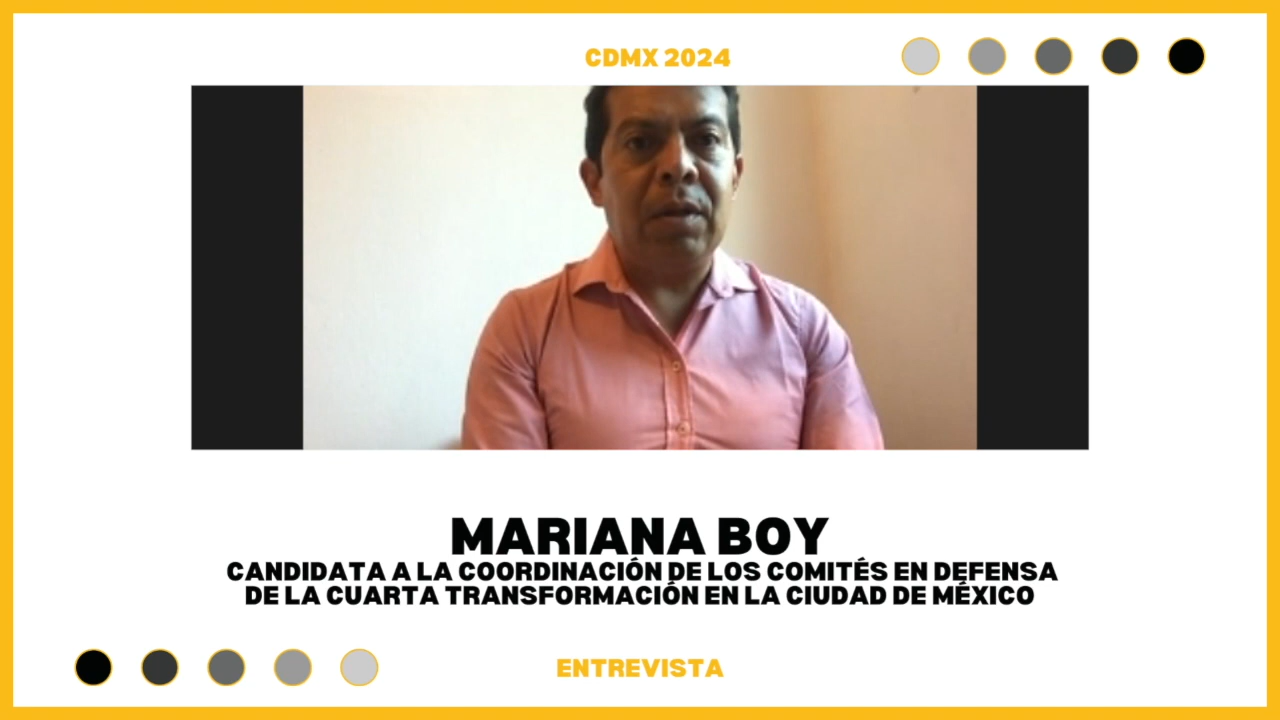 CDMX 2024
MARIANA BOY
CANDIDATA A LA COORDINACIÓN DE LOS COMITÉS EN DEFENSA
DE LA CUARTA TRANSFORMACIÓN EN LA CIUDAD DE MÉXICO
ENTREVISTA